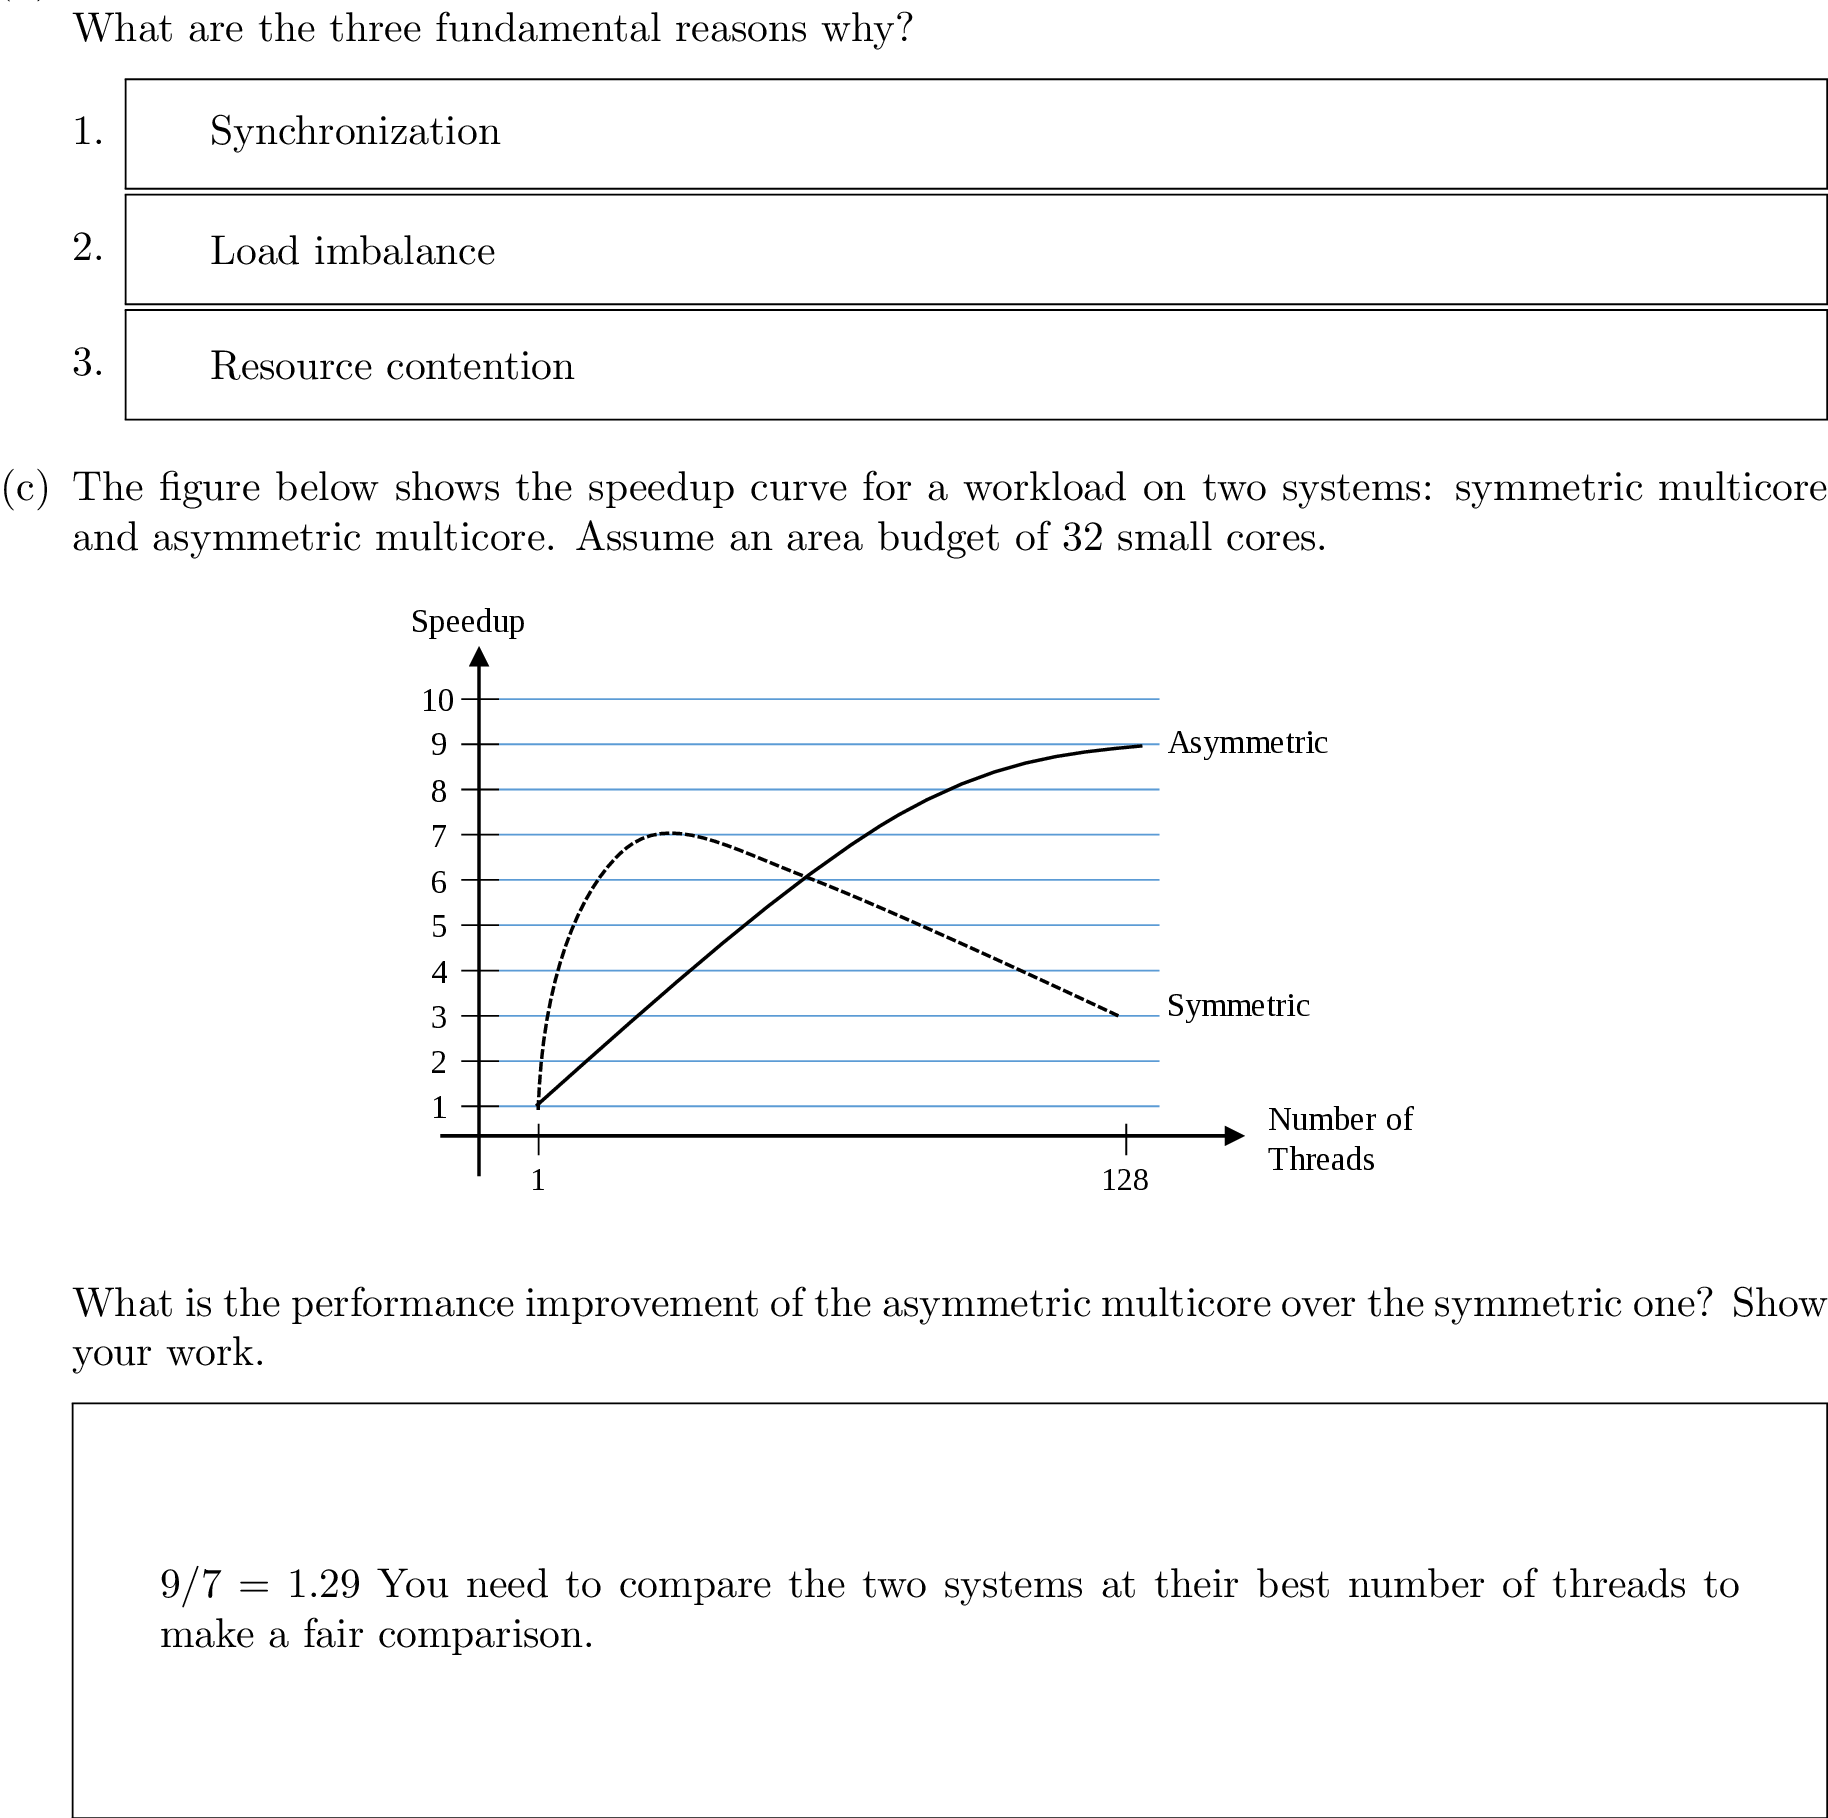 What are the three fundamental reasons why?
1. Synchronization
2. Load imbalance
3. Resource contention
(c) The figure below shows the speedup curve for a workload on two systems: symmetric multicore
and asymmetric multicore. Assume an area budget of 32 small cores.
Speedup
10
9
Asymmetric
8
7
6
5
4
3
Symmetric
2
1
Number of
Threads
1 128
What is the performance improvement of the asymmetric multicore over the symmetric one? Show
your work.
9/7 = 1.29 You need to compare the two systems at their best number of threads to
make a fair comparison.